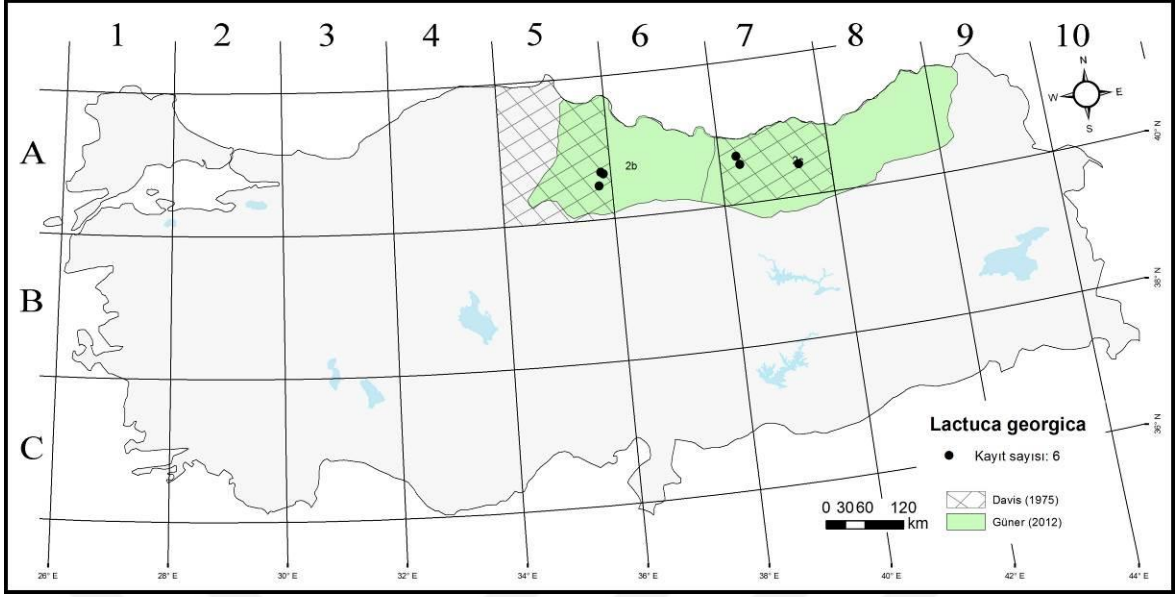 1 2 3 4 5 6 7 8 9 10
N
W E
S
A
40° N
2b
B
38° N
C
36° N
Lactuca georgica
Kayıt sayısı: 6
Davis (1975)
0 30 60 120
km
Güner (2012)
26° E 28° E 30° E 32° E 34° E 36° E 38° E 40° E 42° E 44° E